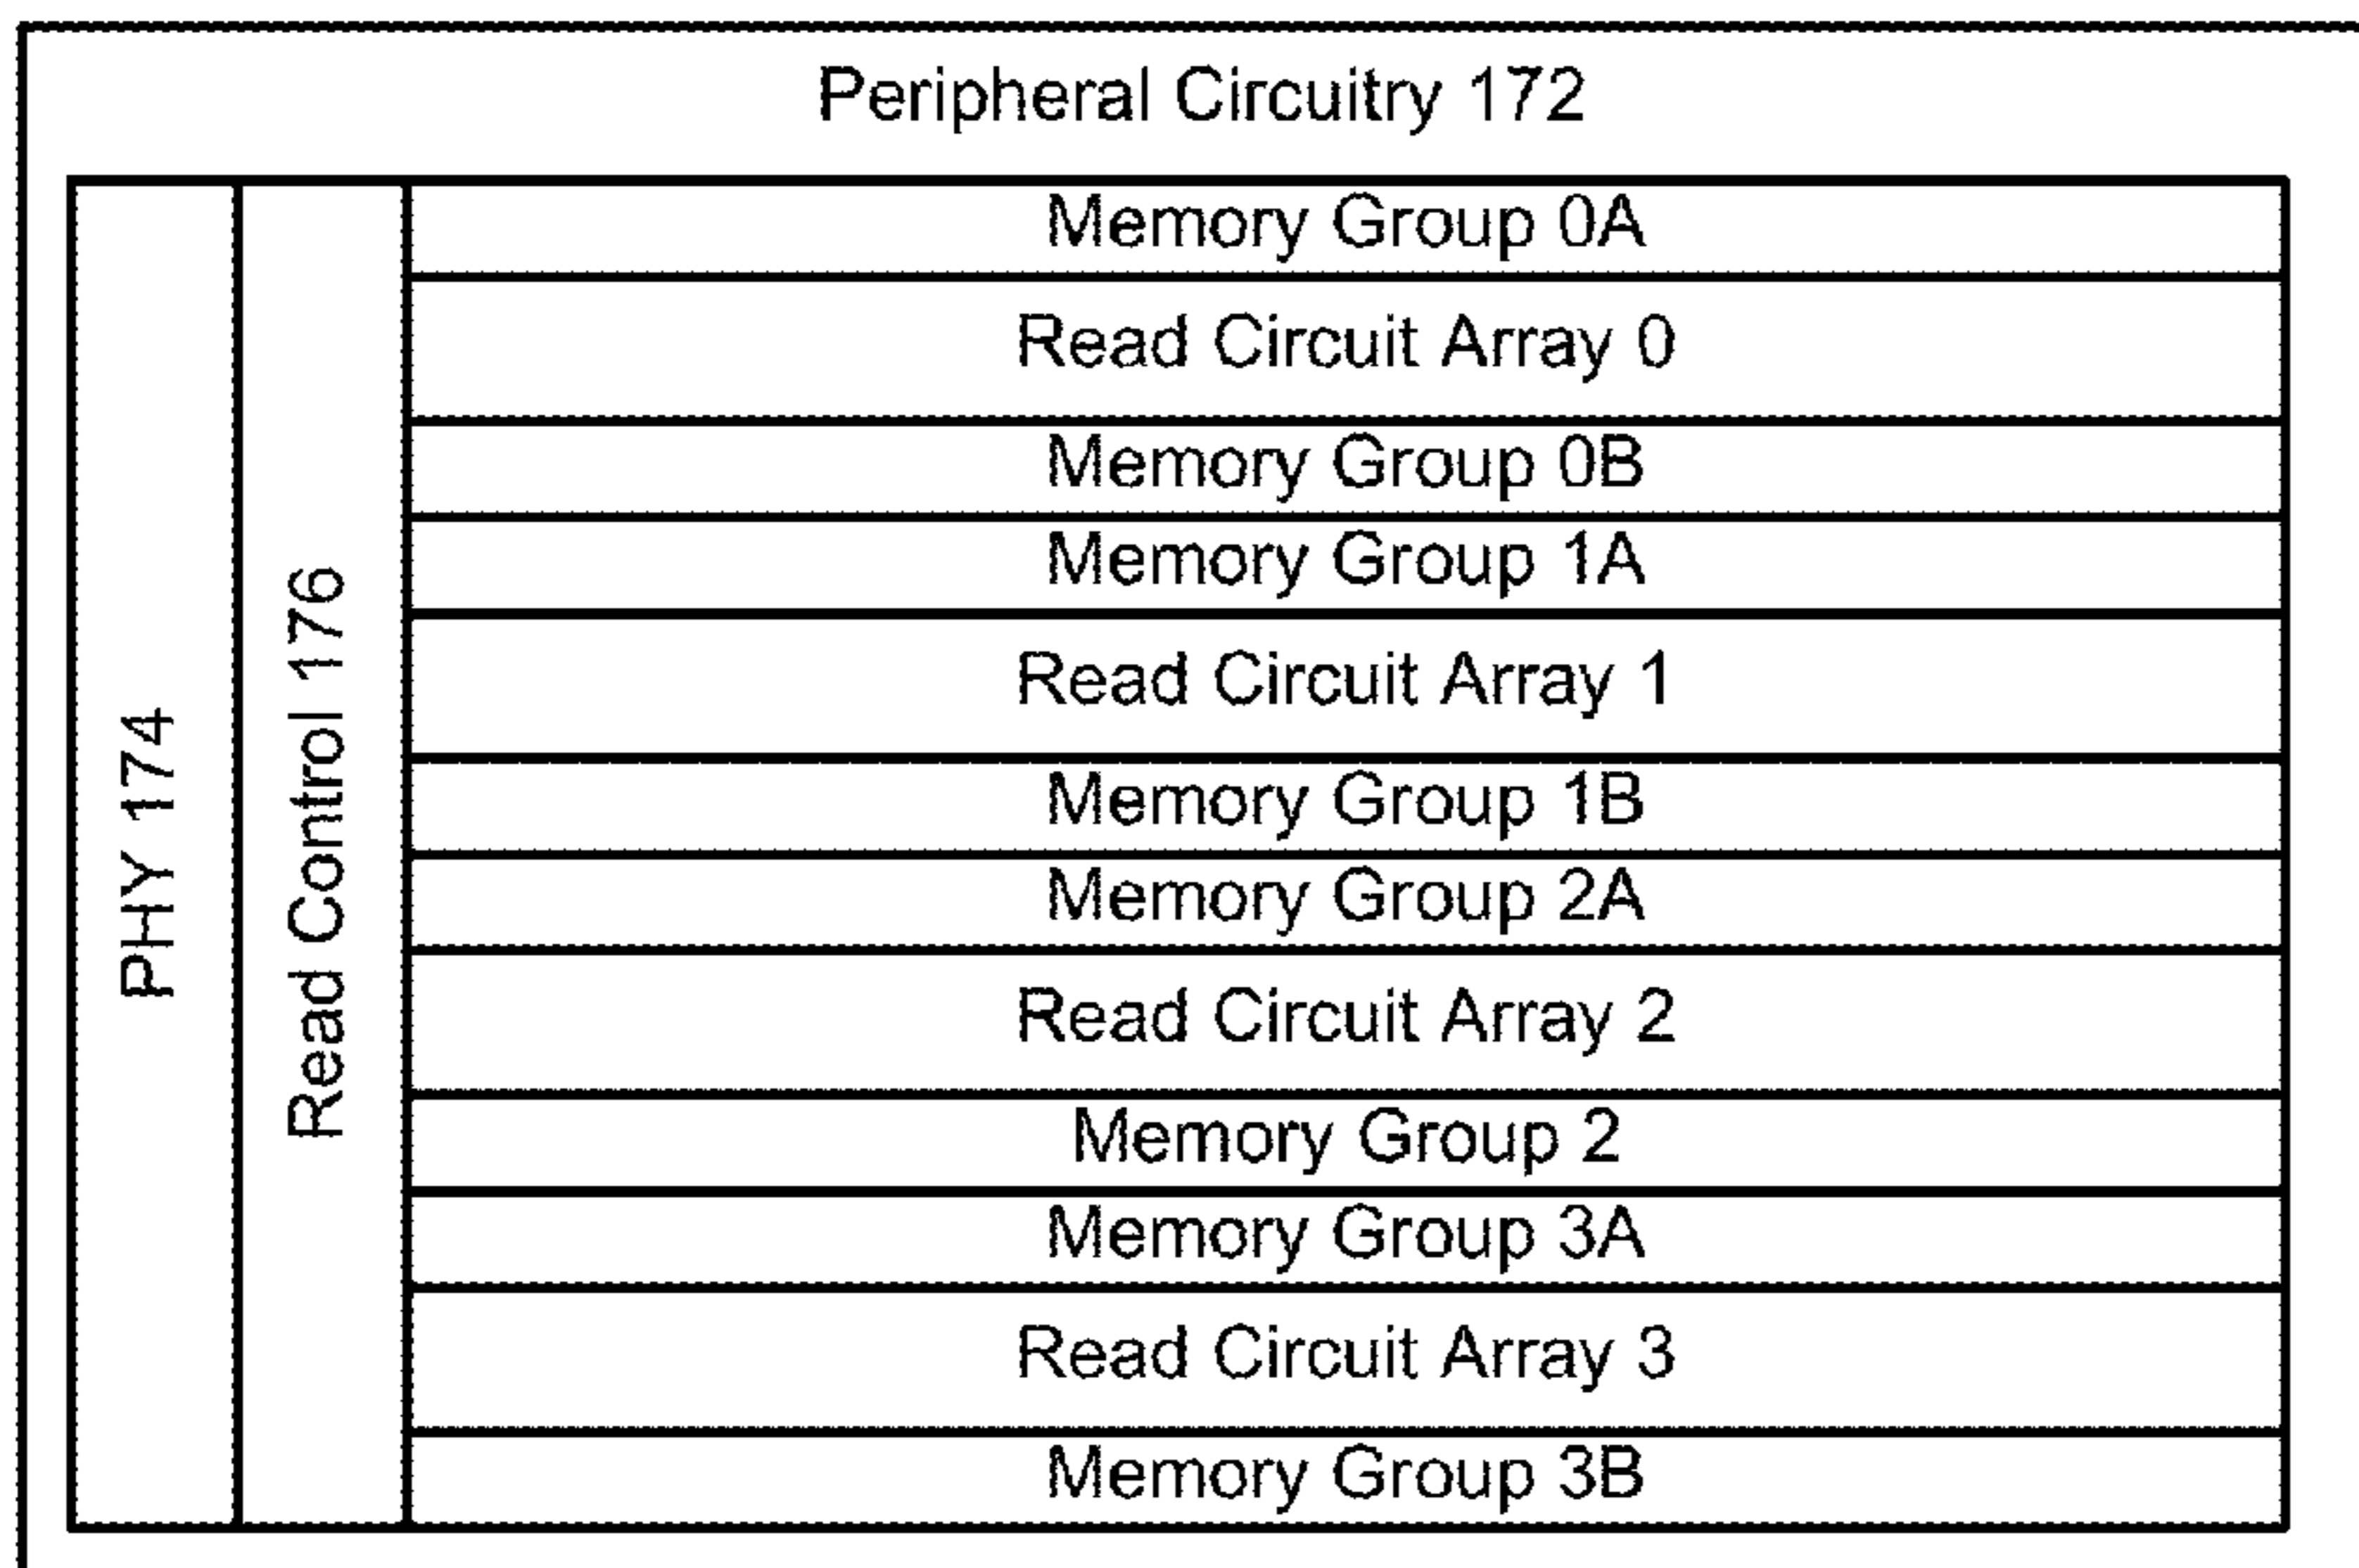 Peripheral Circuitry 172
PHY 174
Read Control 176
Memory Group 0A
Read Circuit Array 0
Memory Group 0B
Memory Group 1A
Read Circuit Array 1
Memory Group 1B
Memory Group 2A
Read Circuit Array 2
Memory Group 2
Memory Group 3A
Read Circuit Array 3
Memory Group 3B